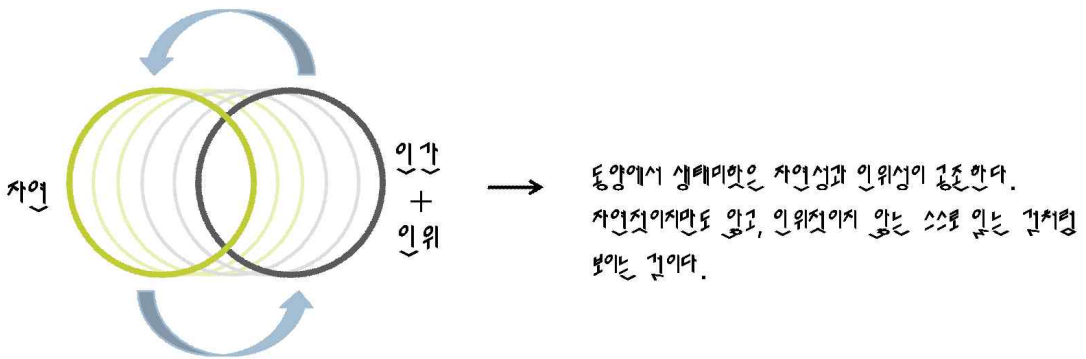 자연
인간
+
인위
동양에서 생태미학은 자연성과 인위성이 공존한다.
자연적이지만도 않고, 인위적이지 않는 스스로 있는 것처럼
보이는 것이다.